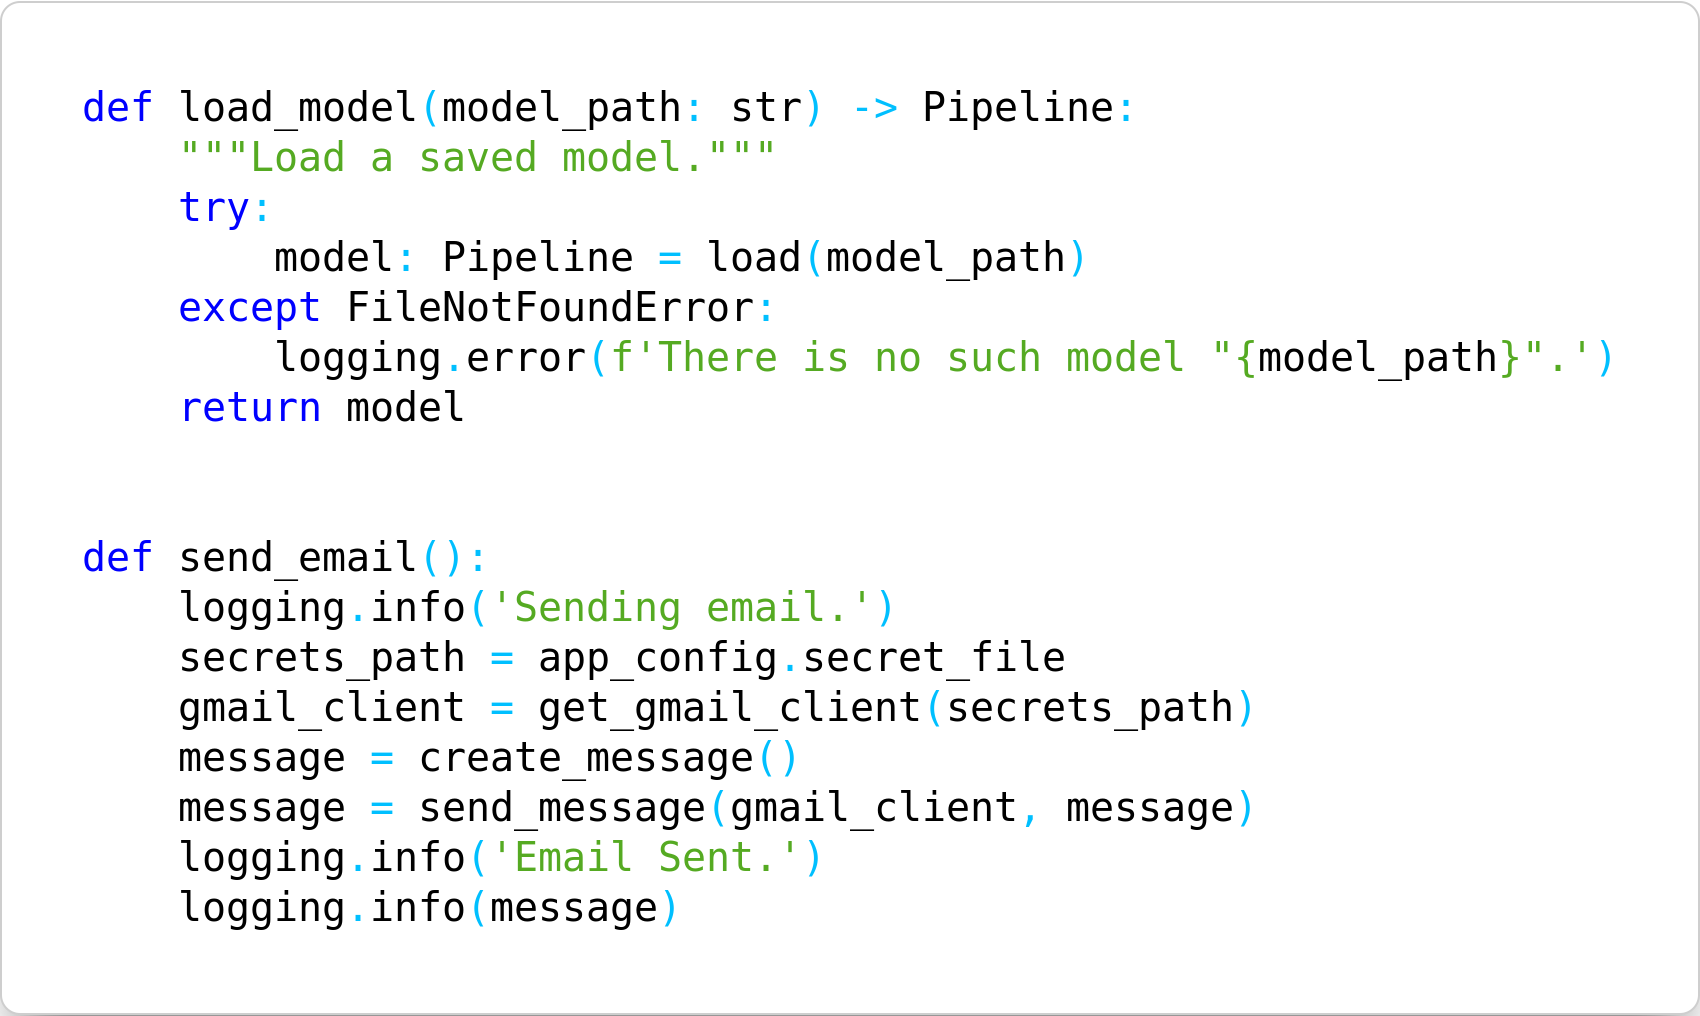 def load_model(model_path: str) -> Pipeline:
    """Load a saved model."""
    try:
        model: Pipeline = load(model_path)
    except FileNotFoundError:
        logging.error(f'There is no such model "{model_path}".')
    return model
def send_email():
    logging.info('Sending email.')
    secrets_path = app_config.secret_file
    gmail_client = get_gmail_client(secrets_path)
    message = create_message()
    message = send_message(gmail_client, message)
    logging.info('Email Sent.')
    logging.info(message)